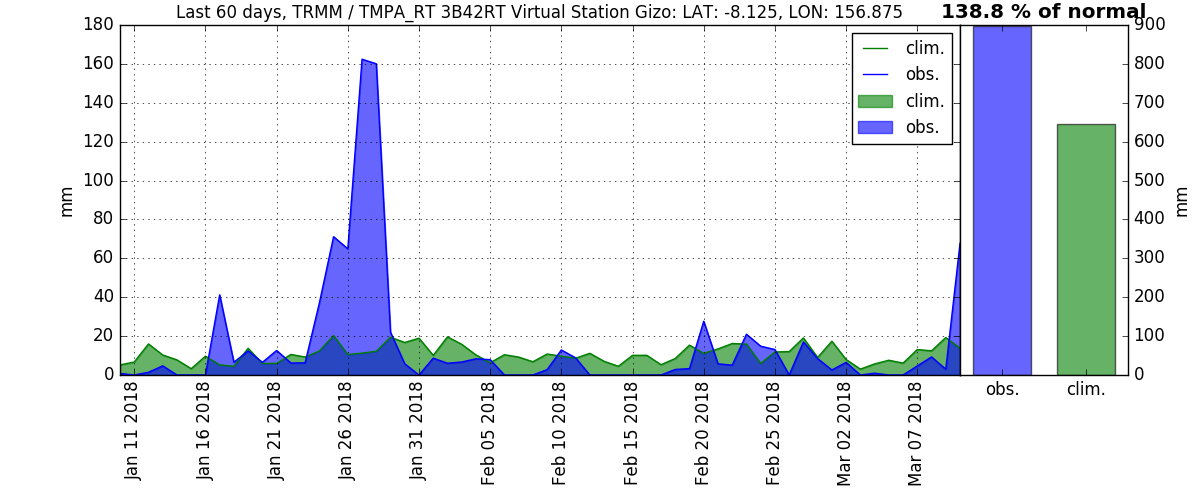 Last 60 days, TRMM / TMPA_RT 3B42RT Virtual Station Gizo: LAT: -8.125, LON: 156.875
138.8 % of normal
180
160
140
120
100
80
60
40
20
0
mm
clim.
obs.
clim.
obs.
900
800
700
600
500
400
300
200
100
0
mm
obs.
clim.
Jan 11 2018
Jan 16 2018
Jan 21 2018
Jan 26 2018
Jan 31 2018
Feb 05 2018
Feb 10 2018
Feb 15 2018
Feb 20 2018
Feb 25 2018
Mar 02 2018
Mar 07 2018